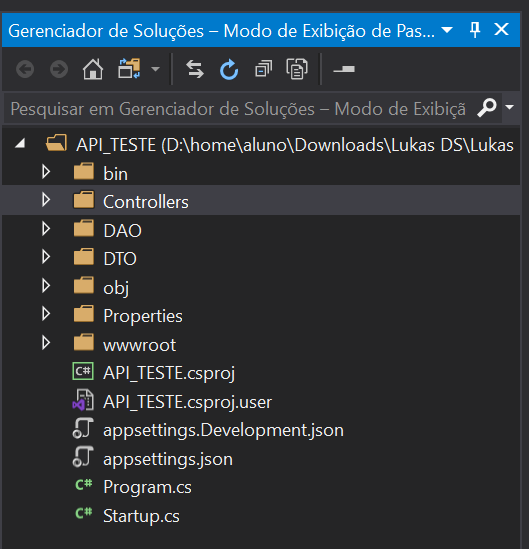 Gerenciador de Soluções – Modo de Exibição de Pas...
Pesquisar em Gerenciador de Soluções – Modo de Exibiçã
API_TESTE (D:\home\aluno\Downloads\Lukas DS\Lukas
bin
Controllers
DAO
DTO
obj
Properties
wwwroot
C# API_TESTE.csproj
API_TESTE.csproj.user
appsettings.Development.json
appsettings.json
C# Program.cs
C# Startup.cs